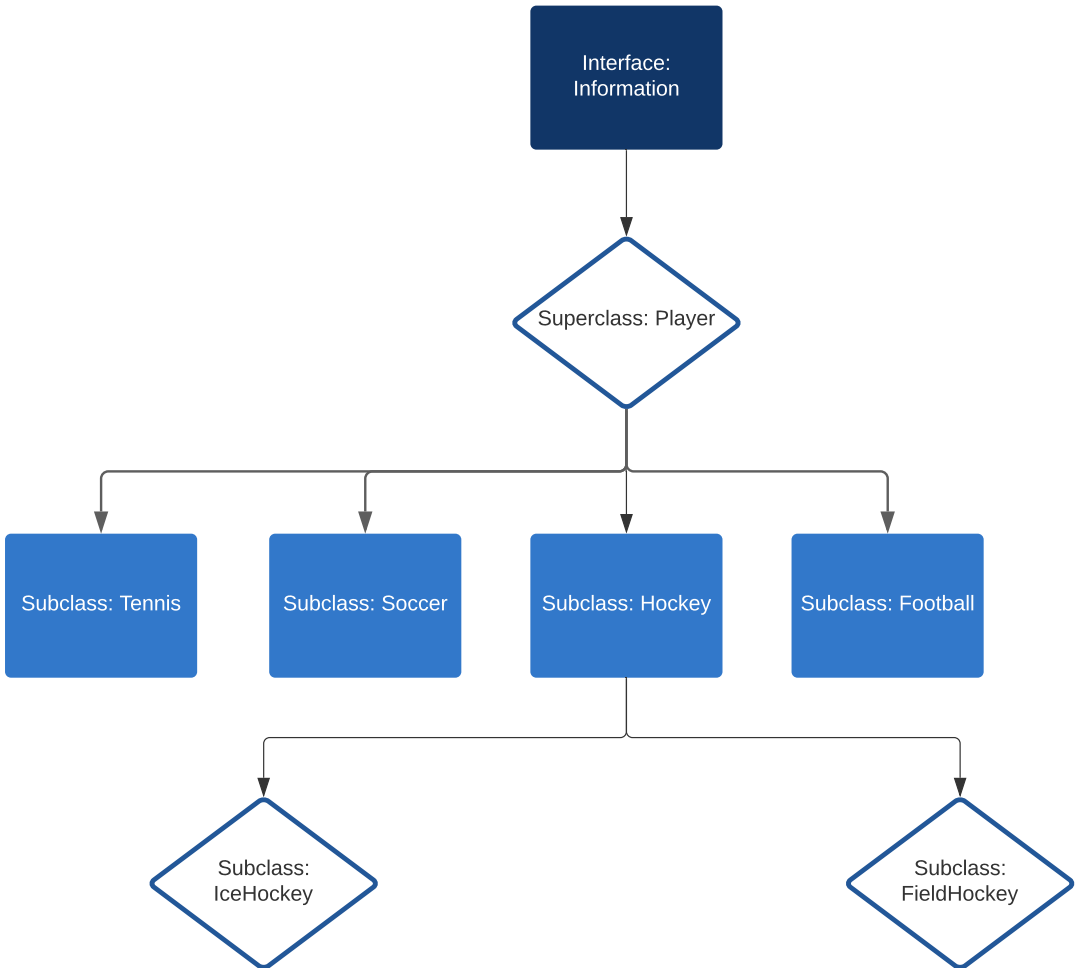 Interface:
Information
Superclass: Player
Subclass: Tennis
Subclass: Soccer
Subclass: Hockey
Subclass: Football
Subclass:
IceHockey
Subclass:
FieldHockey